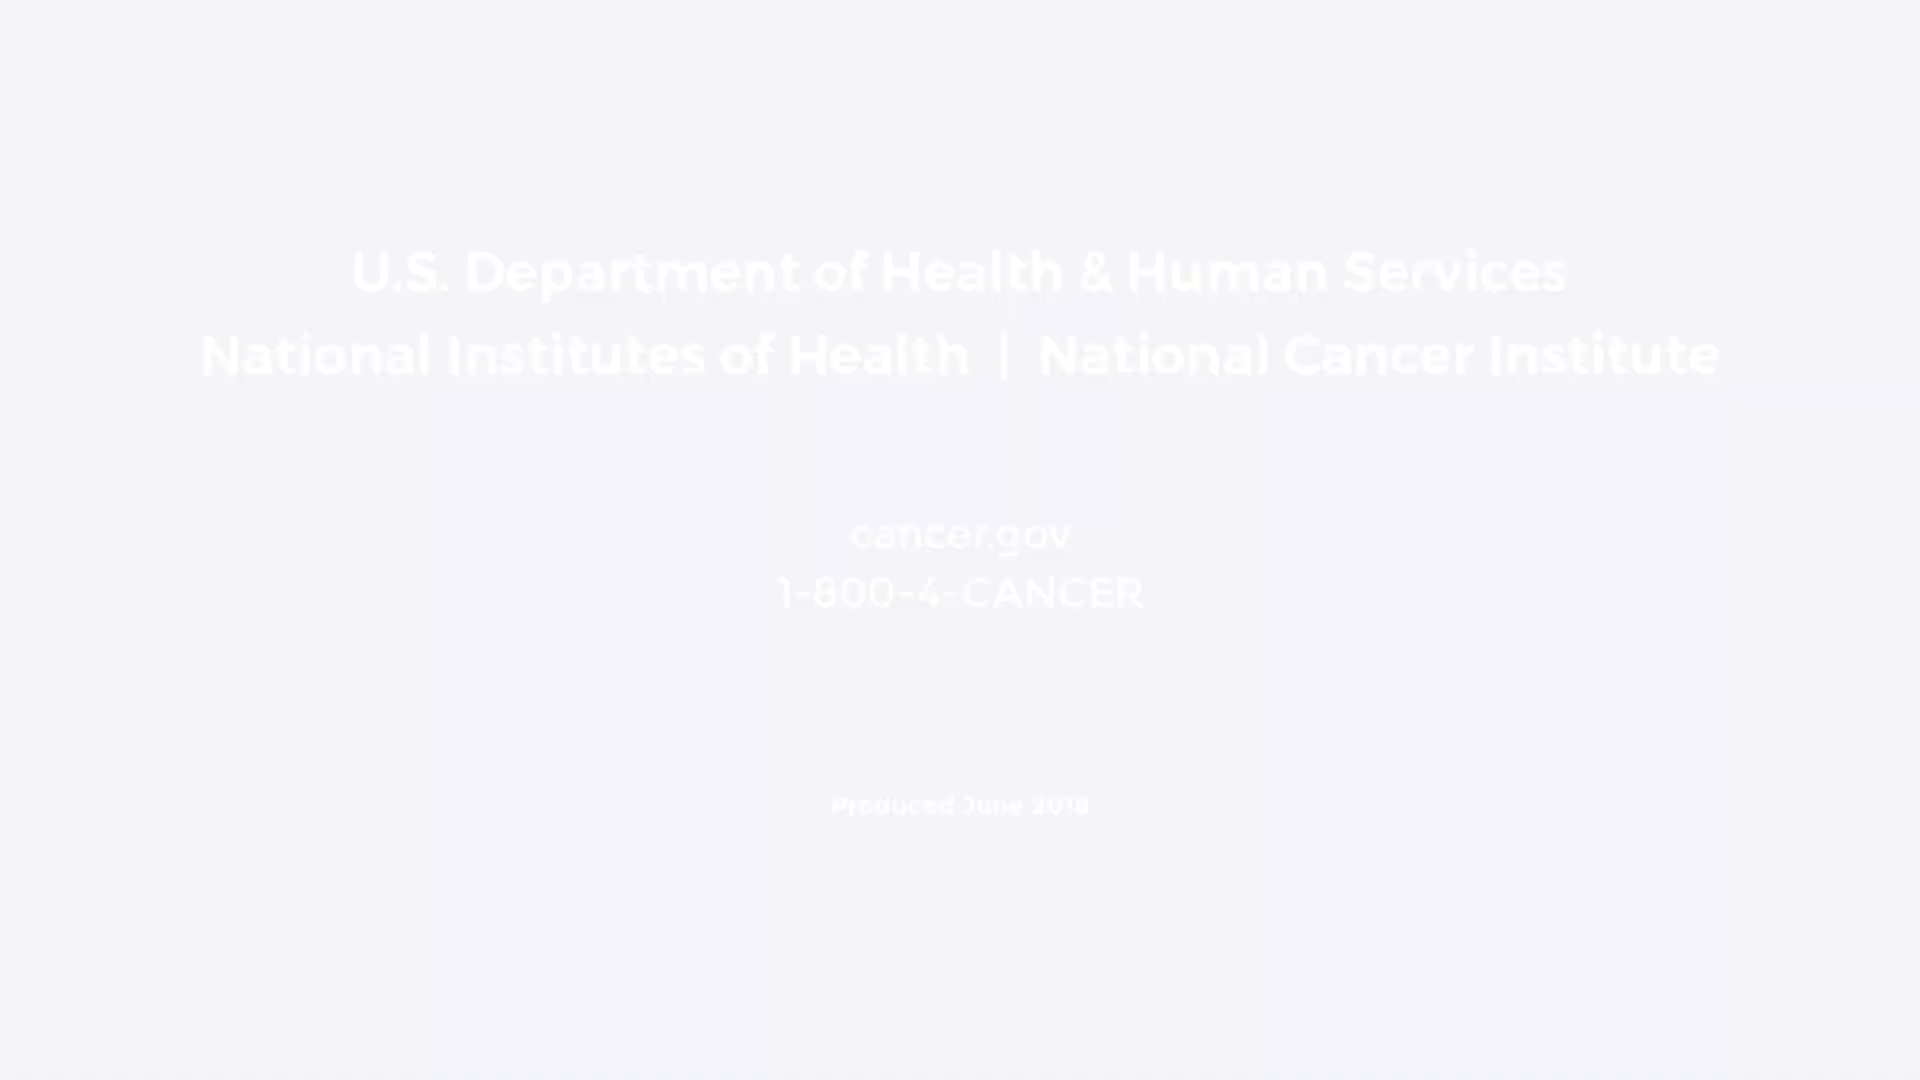 U.S. Department of Health & Human Services
National Institutes of Health | National Cancer Institute
cancer.gov
1-800-4-CANCER
Produced June 2018